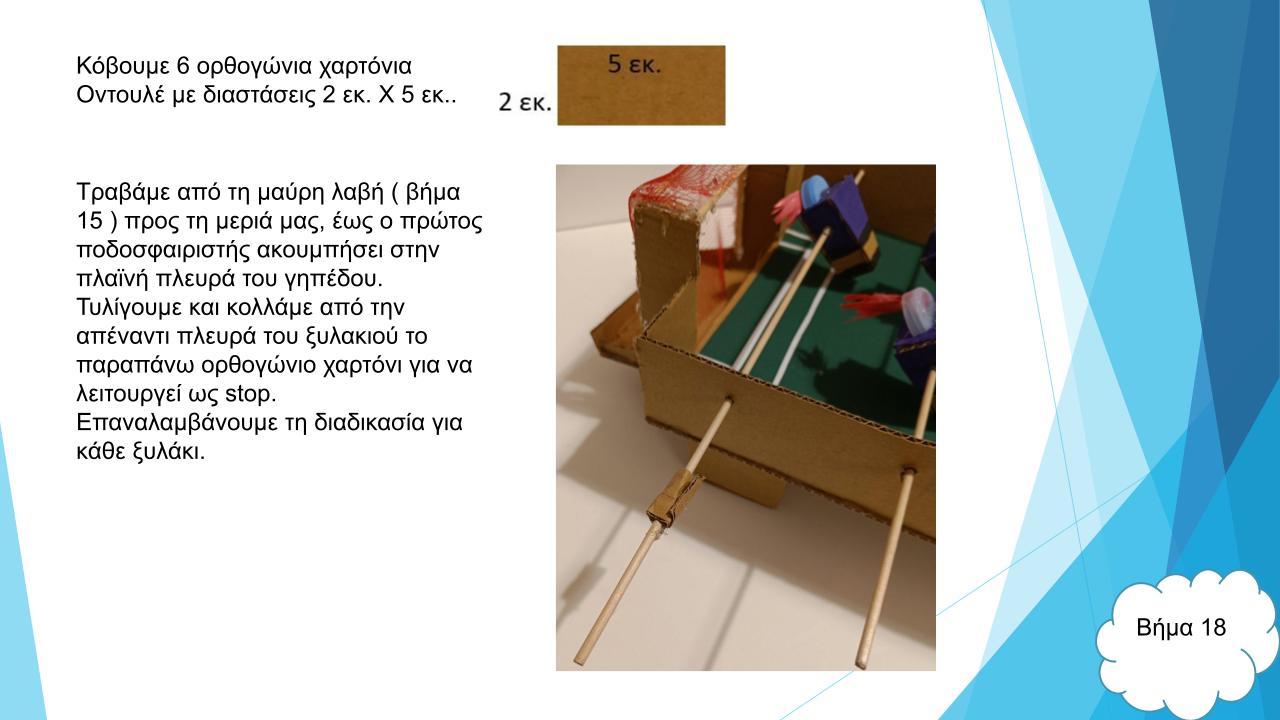 Κόβουμε 6 ορθογώνια χαρτόνια
Οντουλέ με διαστάσεις 2 εκ. Χ 5 εκ..
5 εκ.
2 εκ.
Τραβάμε από τη μαύρη λαβή ( βήμα
15 ) προς τη μεριά μας, έως ο πρώτος
ποδοσφαιριστής ακουμπήσει στην
πλαϊνή πλευρά του γηπέδου.
Τυλίγουμε και κολλάμε από την
απέναντι πλευρά του ξυλακιού το
παραπάνω ορθογώνιο χαρτόνι για να
λειτουργεί ως stop.
Επαναλαμβάνουμε τη διαδικασία για
κάθε ξυλάκι.
Βήμα 18